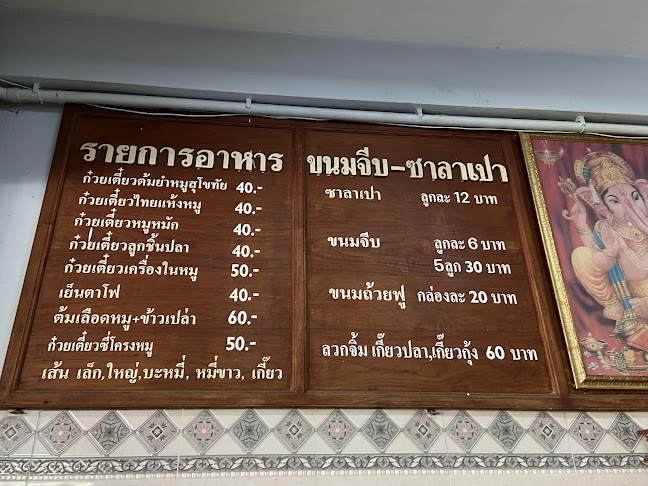 รายการอาหาร
ก๋วยเตี๋ยวต้มยำหมูสุโขทัย 40.-
ก๋วยเตี๋ยวไทยแห้งหมู 40.-
ก๋วยเตี๋ยวหมูหมัก 40.-
ก๋วยเตี๋ยวลูกชิ้นปลา 40.-
ก๋วยเตี๋ยวเครื่องในหมู 50.-
เย็นตาโฟ 40.-
ต้มเลือดหมู+ข้าวเปล่า 60.-
ก๋วยเตี๋ยวซี่โครงหมู 50.-
เส้น เล็ก,ใหญ่,บะหมี่, หมี่ขาว, เกี๊ยว
ขนมจีบ-ซาลาเปา
ซาลาเปา ลูกละ 12 บาท
ขนมจีบ ลูกละ 6 บาท
5ลูก 30 บาท
ขนมถ้วยฟู กล่องละ 20 บาท
ลวกจิ้ม เกี๊ยวปลา,เกี๊ยวกุ้ง 60 บาท